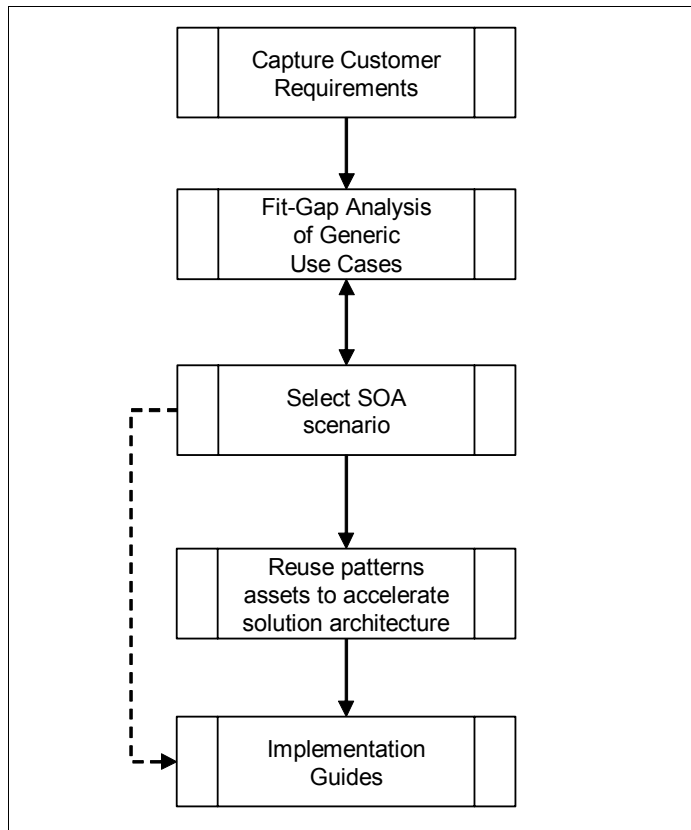 Capture Customer
Requirements
Fit-Gap Analysis
of Generic
Use Cases
Select SOA
scenario
Reuse patterns
assets to accelerate
solution architecture
Implementation
Guides